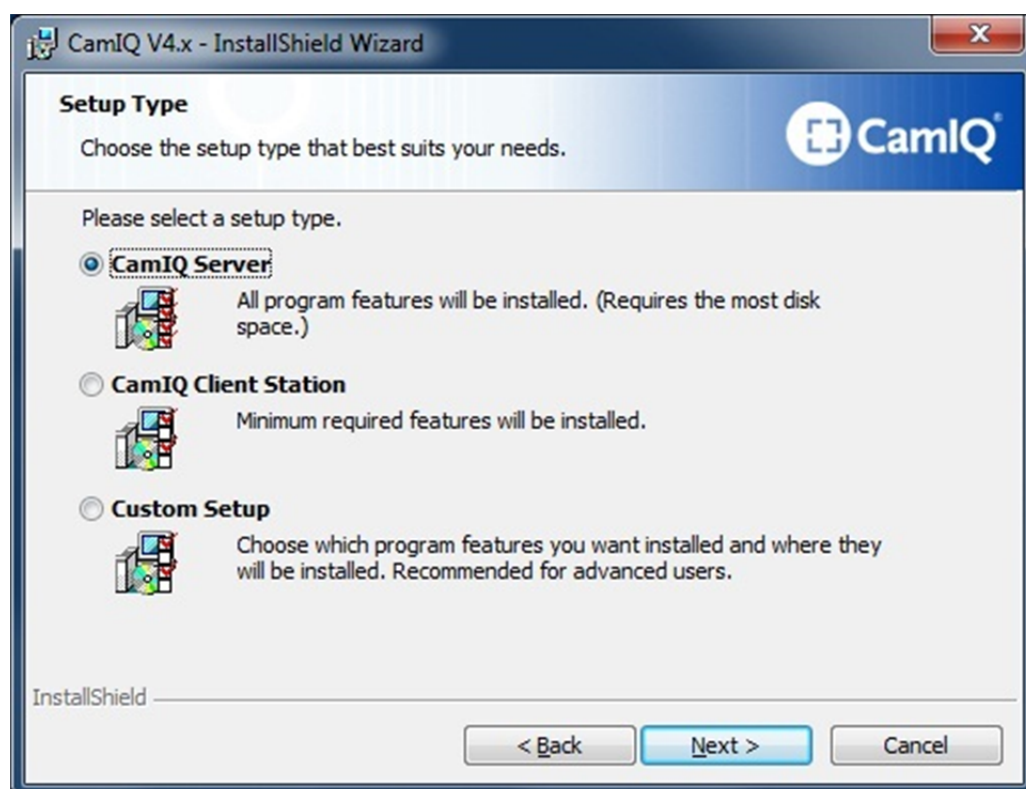 CamIQ V4.x - InstallShield Wizard
Setup Type
Choose the setup type that best suits your needs.
CamIQ®
Please select a setup type.
CamIQ Server
All program features will be installed. (Requires the most disk
space.)
CamIQ Client Station
Minimum required features will be installed.
Custom Setup
Choose which program features you want installed and where they
will be installed. Recommended for advanced users.
InstallShield
< Back
Next >
Cancel